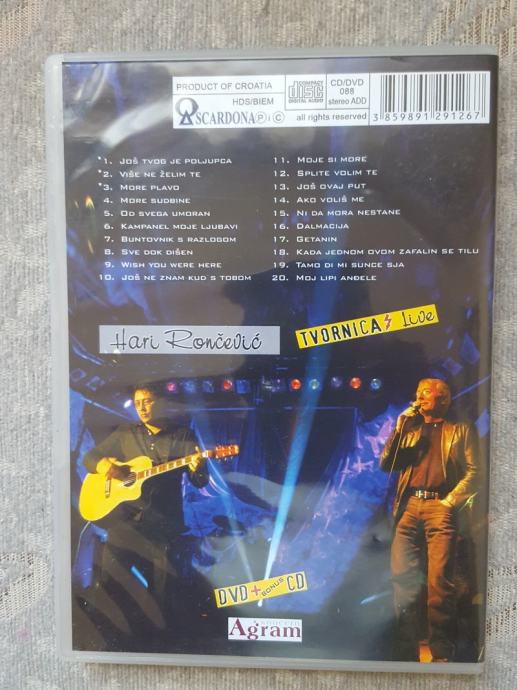 PRODUCT OF CROATIA
HDS/BIEM
SCARDONA P i C
COMPACT
disc
DIGITAL AUDIO
CD/DVD
088
stereo ADD
all rights reserved
3 859891 291267
*1. JOŠ TVOG JE POLJUPCA
*2. VIŠE NE ŽELIM TE
*3. MORE PLAVO
4. MORE SUDBINE
5. OD SVEGA UMORAN
6. KAMPANEL MOJE LJUBAVI
7. BUNTOVNIK S RAZLOGOM
8. SVE DOK DIŠEN
9. WISH YOU WERE HERE
10. JOŠ NE ZNAM KUD S TOBOM
11. MOJE SI MORE
12. SPLITE VOLIM TE
13. JOŠ OVAJ PUT
14. AKO VOLIŠ ME
15. NI DA MORA NESTANE
16. DALMACIJA
17. GETANIN
18. KADA JEDNOM OVOM ZAFALIN SE TILU
19. TAMO DI MI SUNCE SJA
20. MOJ LIPI ANĐELE
Hari Rončević
TVORNICA Live
DVD + BONUS CD
koncern
Agram